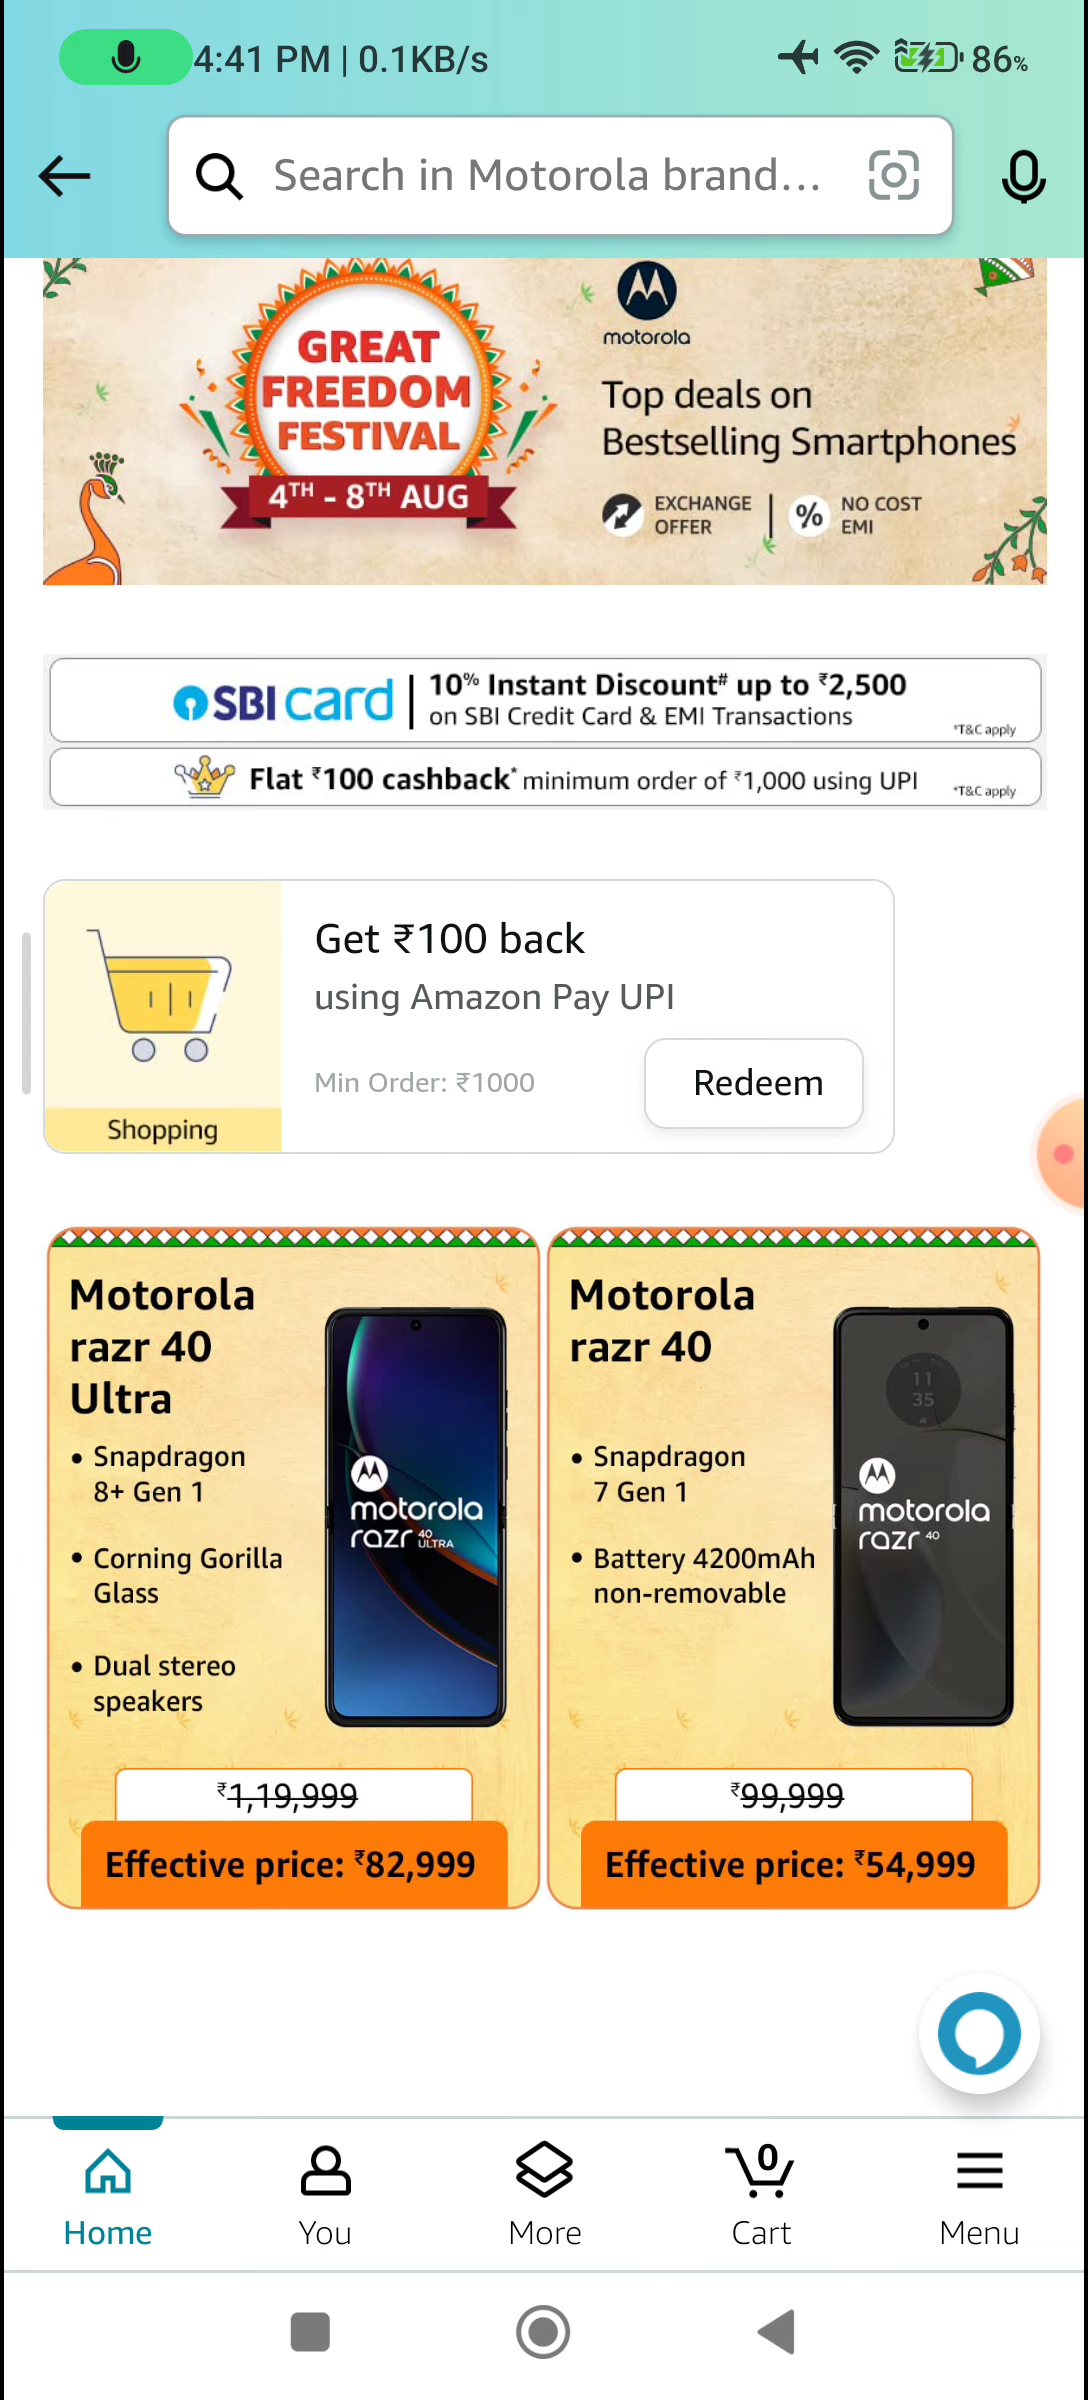 4:41 PM | 0.1KB/s
86%
Search in Motorola brand...
GREAT
FREEDOM
FESTIVAL
4TH - 8TH AUG
motorola
Top deals on
Bestselling Smartphones
EXCHANGE
OFFER
%
NO COST
EMI
SBI card
10% Instant Discount# up to ₹2,500
on SBI Credit Card & EMI Transactions
*T&C apply
Flat ₹100 cashback* minimum order of ₹1,000 using UPI
*T&C apply
Get ₹100 back
using Amazon Pay UPI
Min Order: ₹1000
Redeem
Shopping
Motorola
razr 40
Ultra
• Snapdragon
8+ Gen 1
• Corning Gorilla
Glass
• Dual stereo
speakers
motorola
razr 40
ULTRA
₹1,19,999
Effective price: ₹82,999
Motorola
razr 40
• Snapdragon
7 Gen 1
• Battery 4200mAh
non-removable
11
35
motorola
razr 40
₹99,999
Effective price: ₹54,999
Home
You
More
0
Cart
Menu